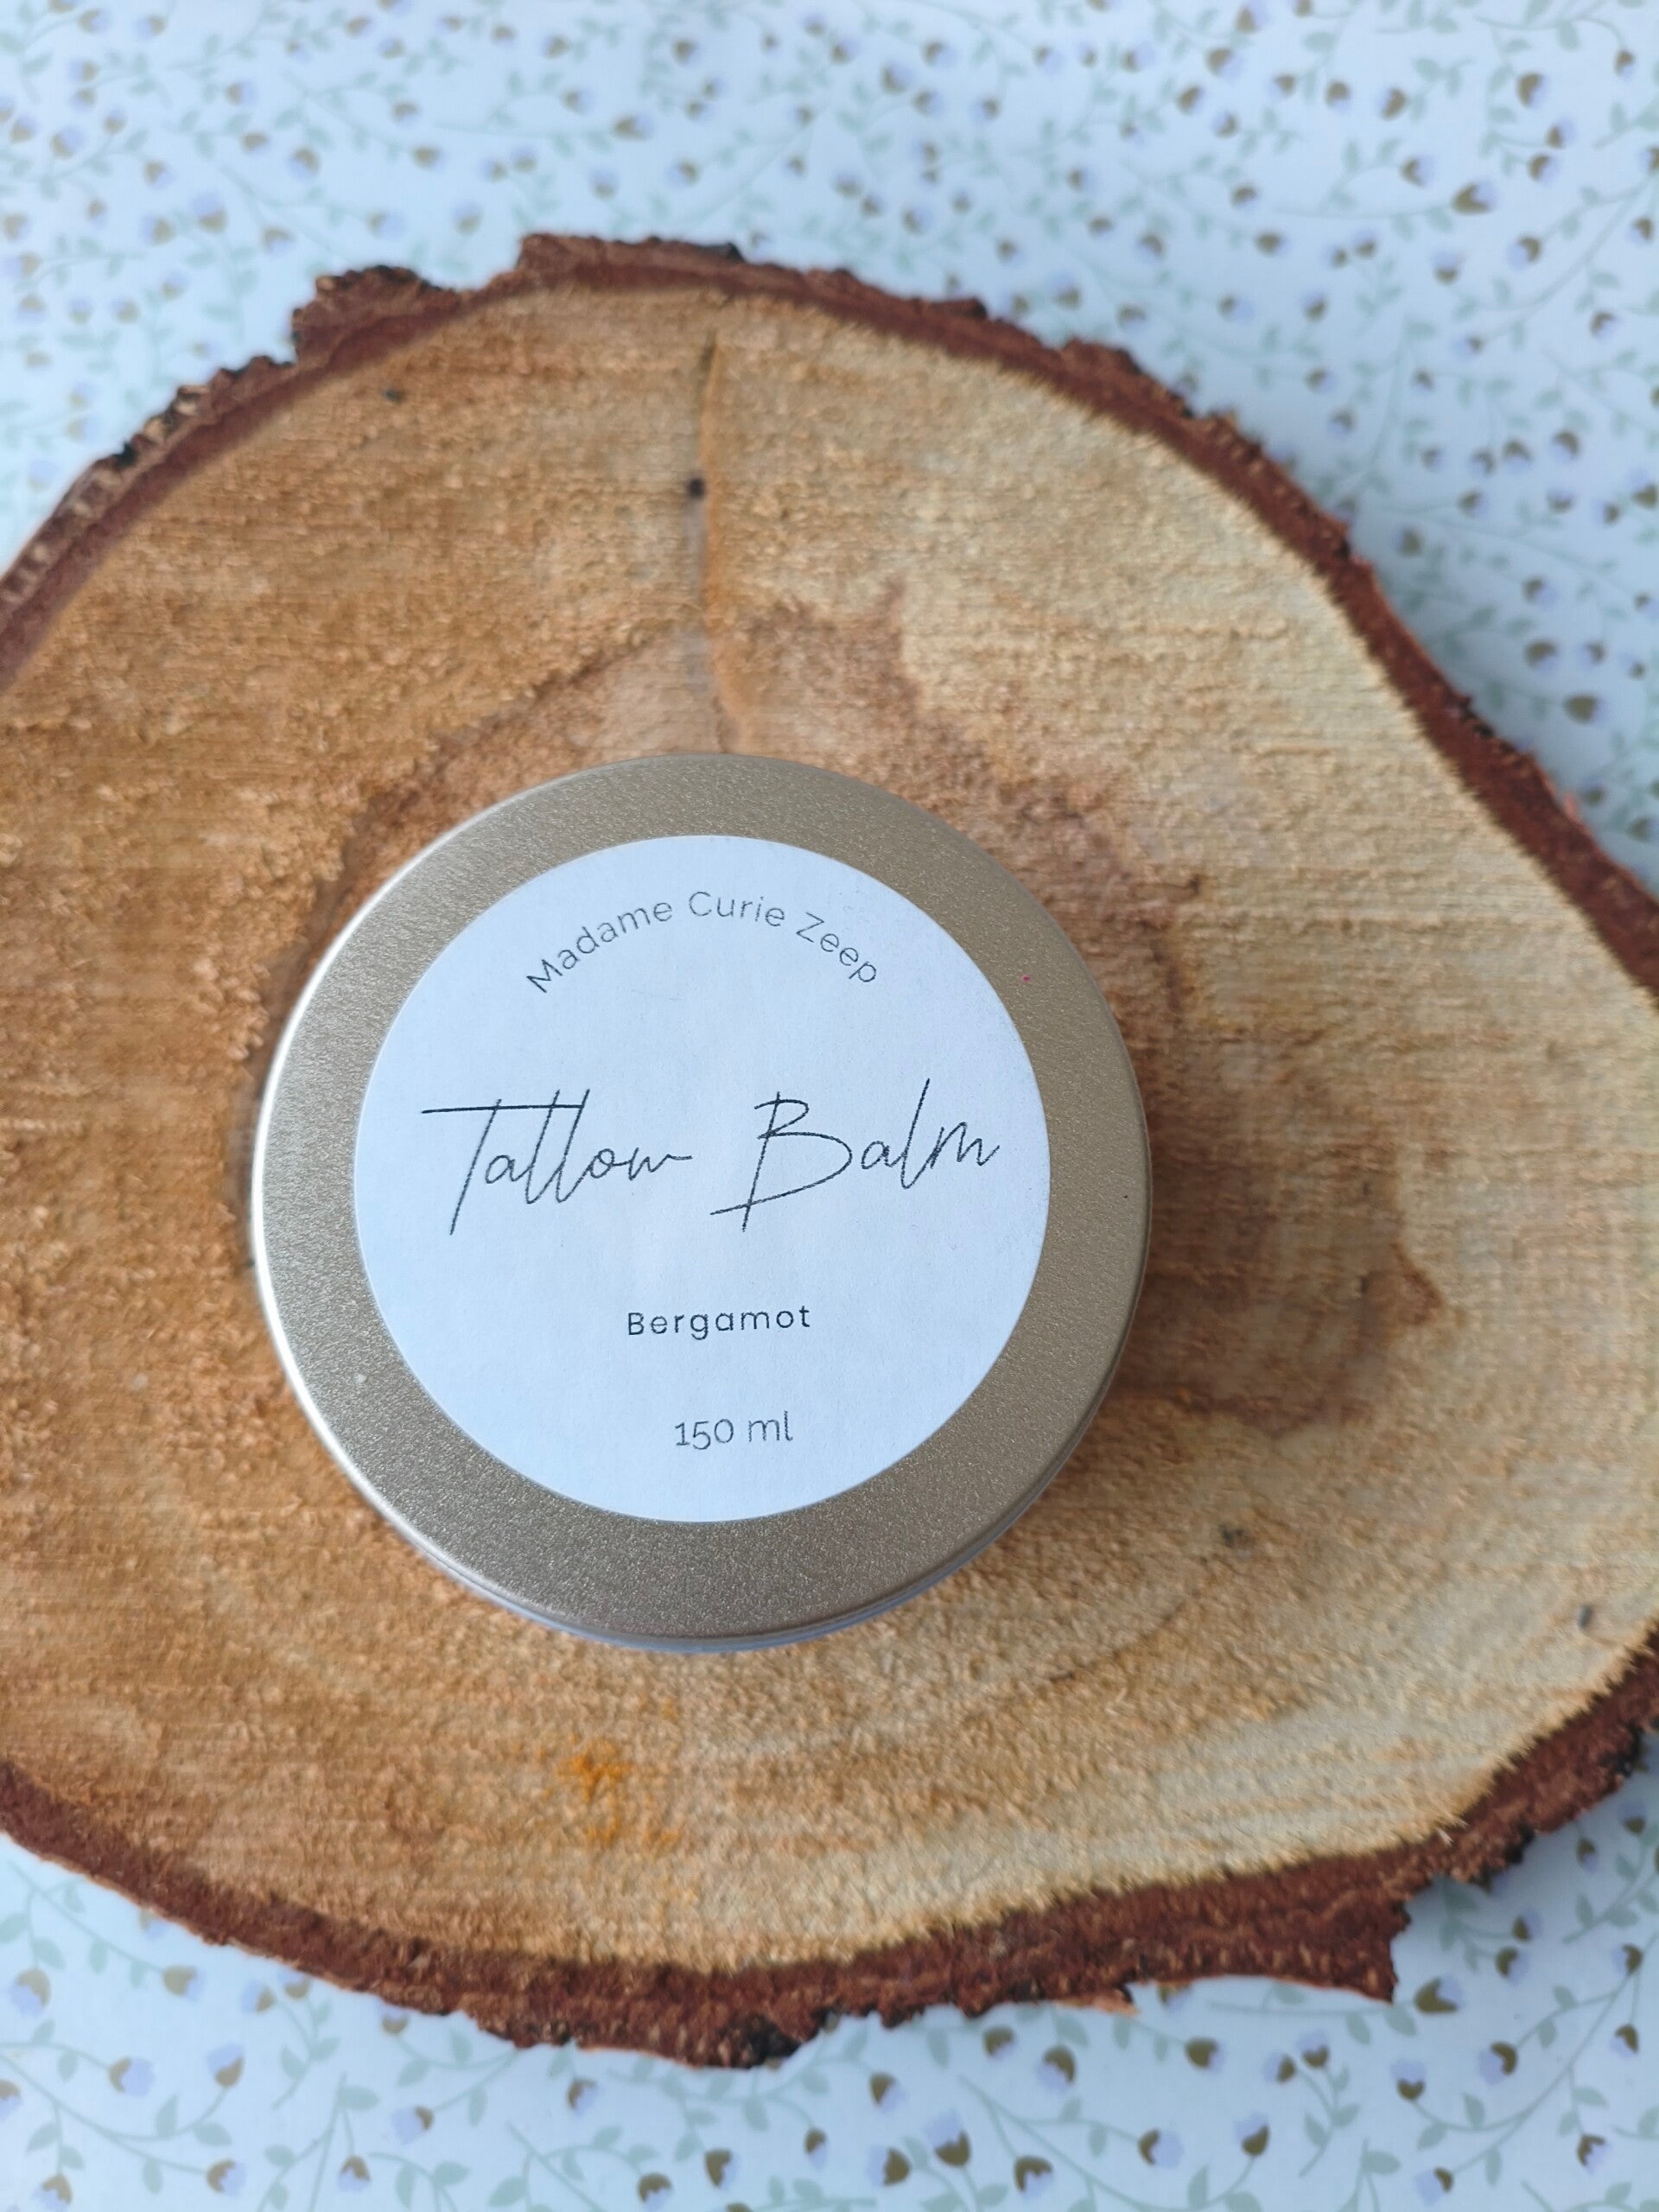 Madame Curie Zeep
Tallow Balm
Bergamot
150 ml